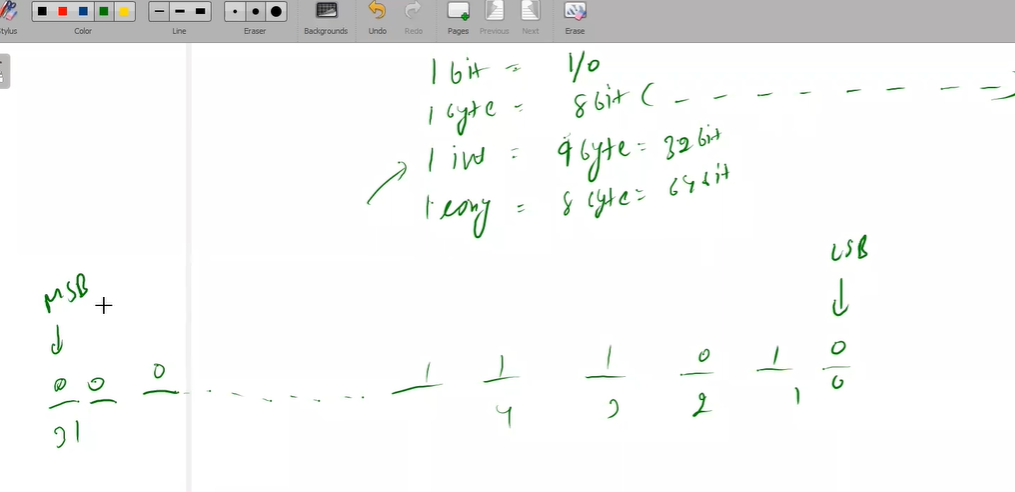 Stylus
Color Line Eraser Backgrounds Undo Redo Pages Previous Next Erase
1 bit = 1/0
1 byte = 8 bit ( - - - - - - - )
1 int = 4 byte = 32 bit
1 long = 8 byte = 64 bit
MSB LSB
0 0 0 1 1 1 0 1 0
31 4 3 2 1 0